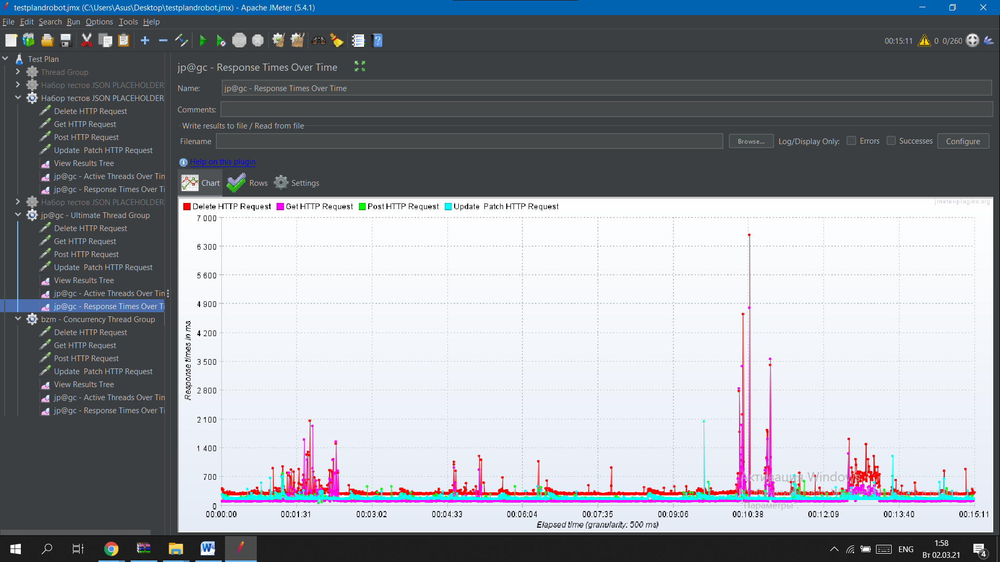 testplandrobot.jmx (C:\Users\Asus\Desktop\testplandrobot.jmx) - Apache JMeter (5.4.1)
File Edit Search Run Options Tools Help
STOP
00:15:11 0 0/260
Test Plan
Thread Group
Набор тестов JSON PLACEHOLDER
Набор тестов JSON PLACEHOLDER
Delete HTTP Request
Get HTTP Request
Post HTTP Request
Update Patch HTTP Request
View Results Tree
jp@gc - Active Threads Over Tim
jp@gc - Response Times Over Ti
Набор тестов JSON PLACEHOLDER
jp@gc - Ultimate Thread Group
Delete HTTP Request
Get HTTP Request
Post HTTP Request
Update Patch HTTP Request
View Results Tree
jp@gc - Active Threads Over Tim
jp@gc - Response Times Over Ti
bzm - Concurrency Thread Group
Delete HTTP Request
Get HTTP Request
Post HTTP Request
Update Patch HTTP Request
View Results Tree
jp@gc - Active Threads Over Tim
jp@gc - Response Times Over Ti
jp@gc - Response Times Over Time
Name: jp@gc - Response Times Over Time
Comments:
Write results to file / Read from file
Filename Browse... Log/Display Only: Errors Successes Configure
Help on this plugin
Chart Rows Settings
jmeter-plugins.org
Delete HTTP Request Get HTTP Request Post HTTP Request Update Patch HTTP Request
7 000
6 300
5 600
4 900
4 200
3 500
2 800
2 100
1 400
700
0
Response times in ms
Активация Windows
"Параметры".
00:00:00 00:01:31 00:03:02 00:04:33 00:06:04 00:07:35 00:09:06 00:10:38 00:12:09 00:13:40 00:15:11
Elapsed time (granularity: 500 ms)
ENG
1:58
Вт 02.03.21
4